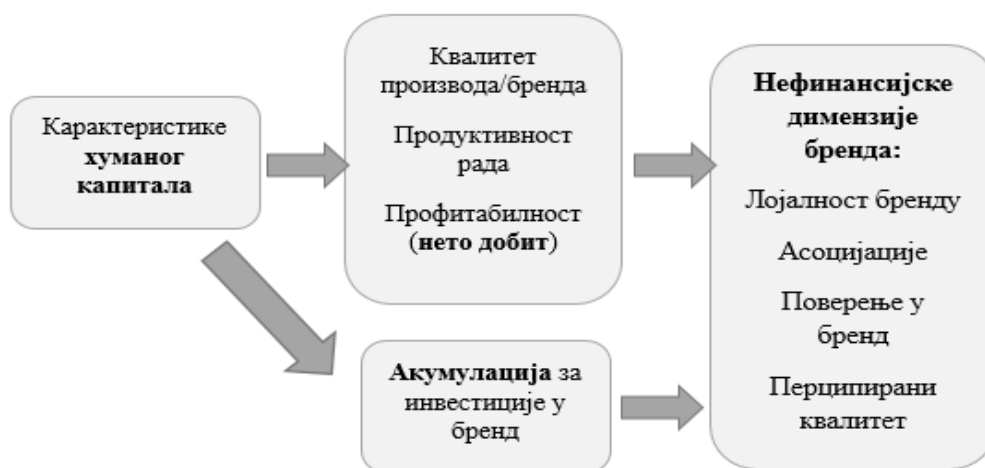 Карактеристике
хуманог
капитала
Квалитет
производа/бренда
Продуктивност
рада
Профитабилност
(нето добит)
Акумулација за
инвестиције у
бренд
Нефинансијске
димензије
бренда:
Лојалност бренду
Асоцијације
Поверење у
бренд
Перципирани
квалитет